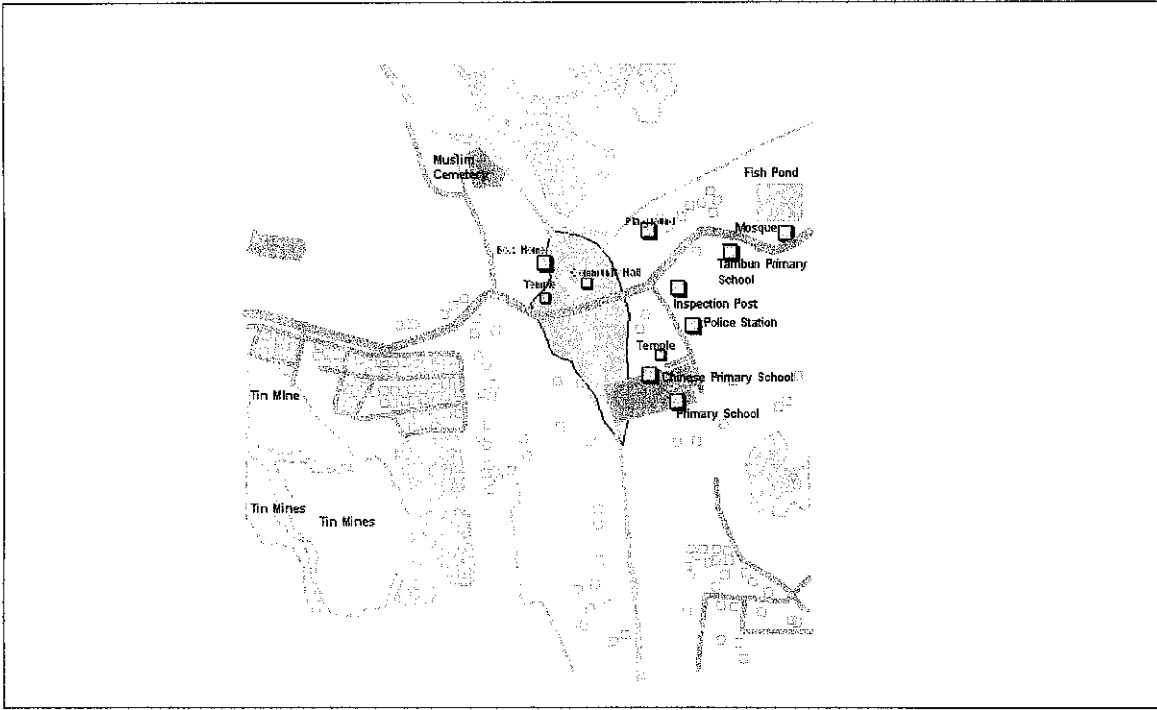 Muslim
Cemetery
Fish Pond
Mosque
Tambun Primary
School
Hall
Temple
Inspection Post
Police Station
Temple
Chinese Primary School
Tin Mine
Primary School
Tin Mines
Tin Mines